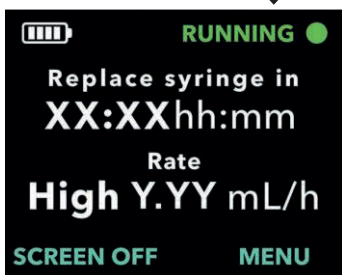 RUNNING
Replace syringe in
XX:XXhh:mm
Rate
High Y.YY mL/h
SCREEN OFF MENU